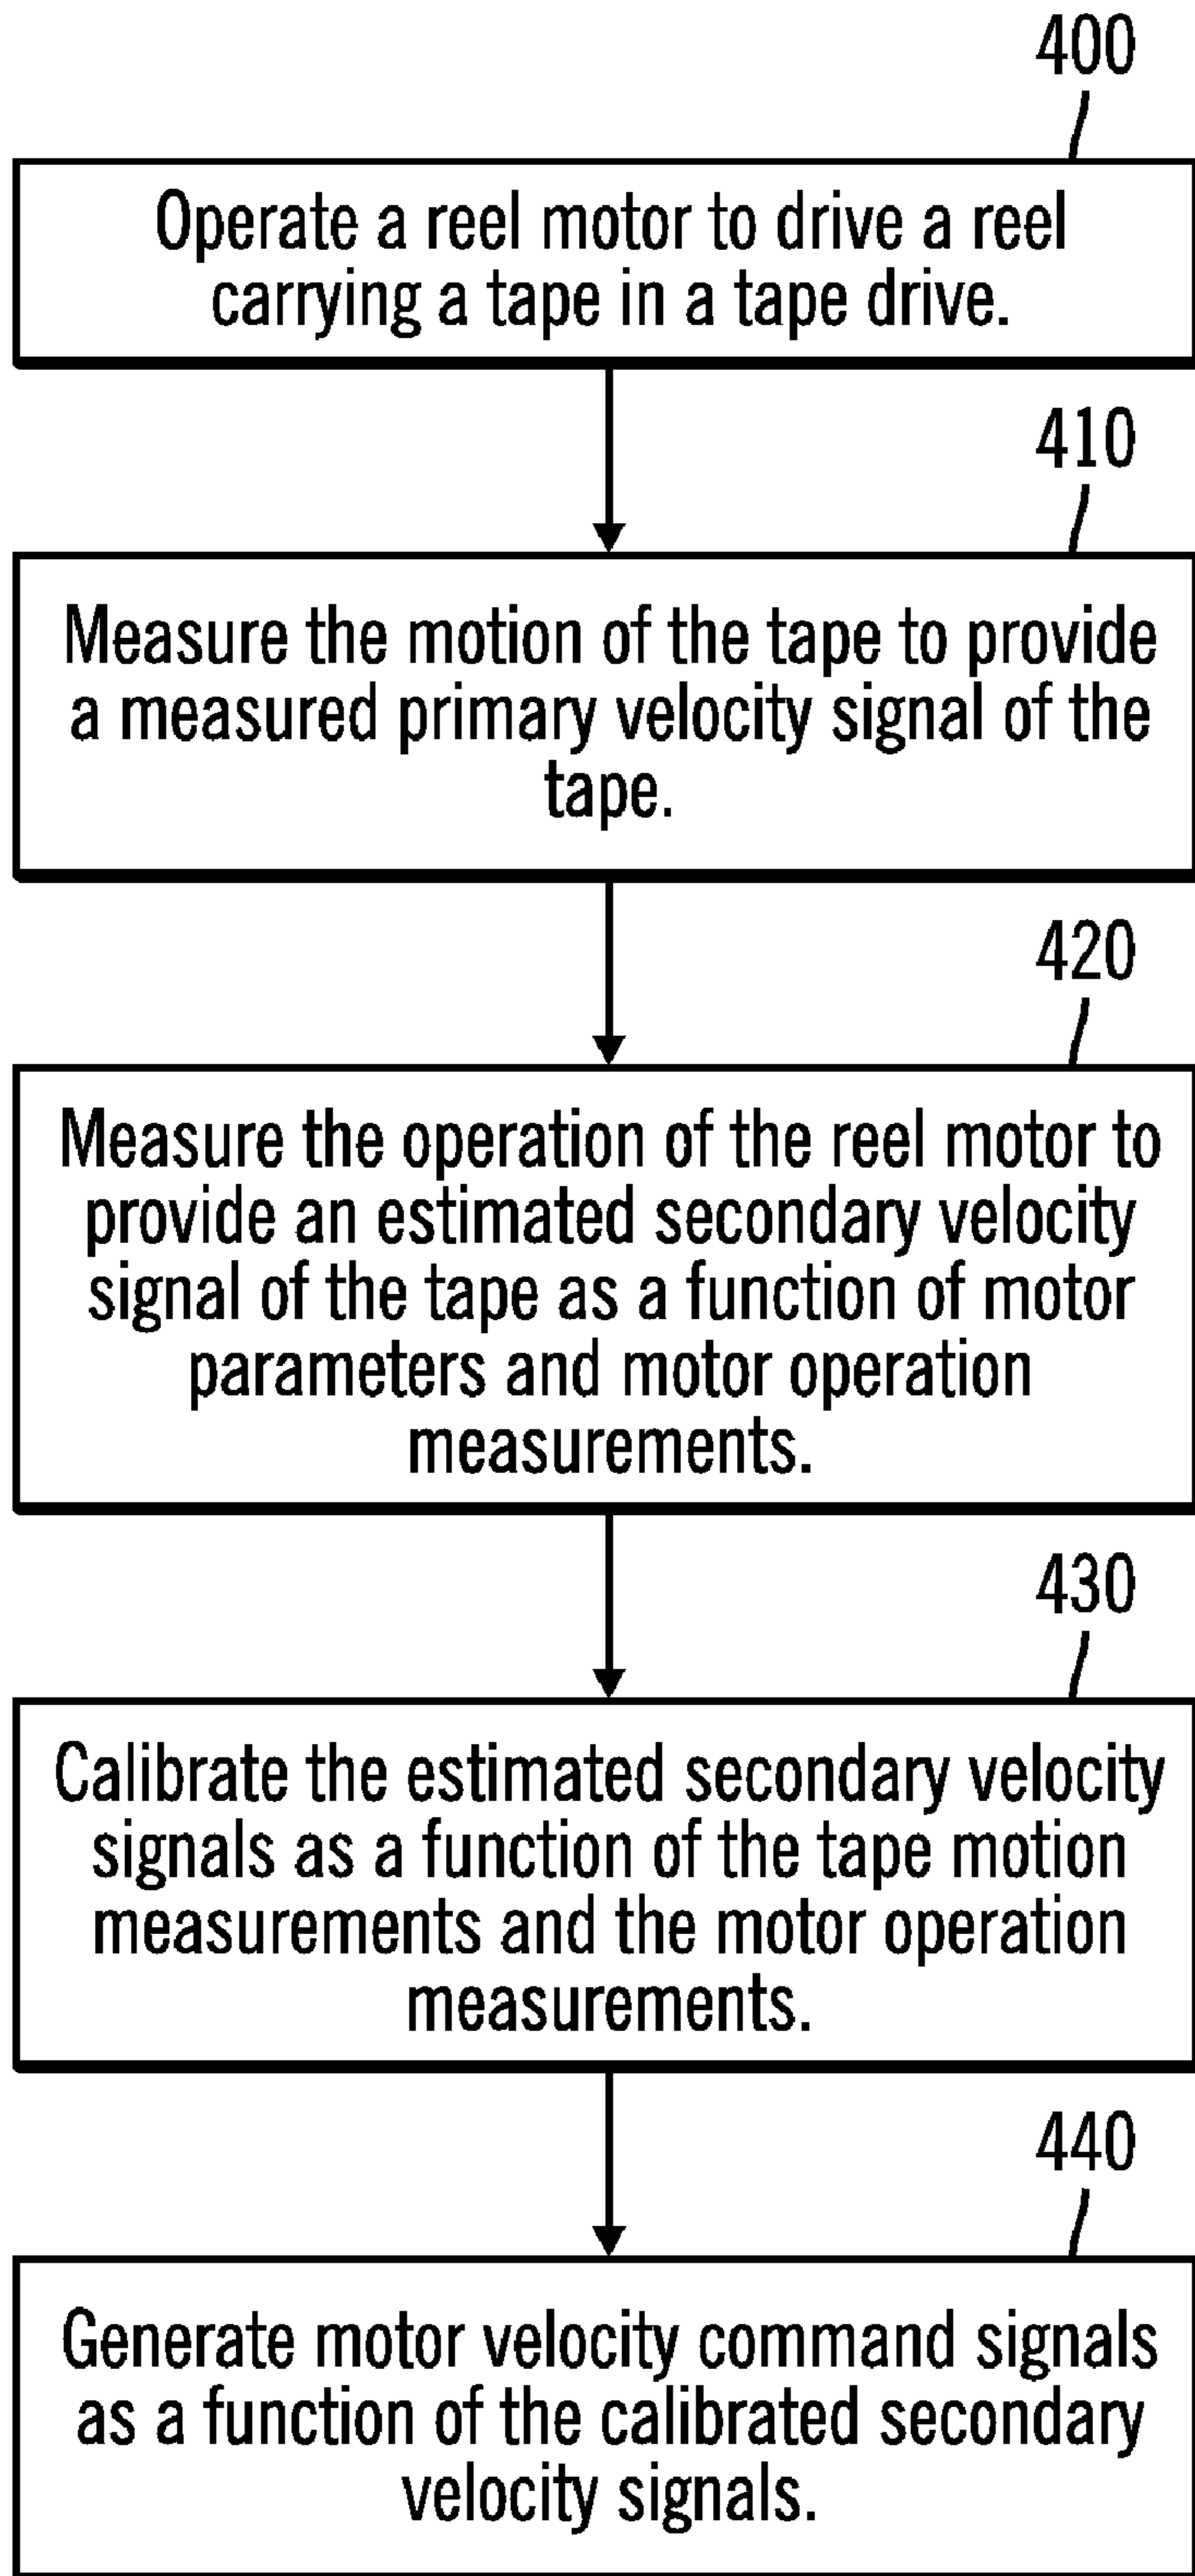 400
Operate a reel motor to drive a reel
carrying a tape in a tape drive.
410
Measure the motion of the tape to provide
a measured primary velocity signal of the
tape.
420
Measure the operation of the reel motor to
provide an estimated secondary velocity
signal of the tape as a function of motor
parameters and motor operation
measurements.
430
Calibrate the estimated secondary velocity
signals as a function of the tape motion
measurements and the motor operation
measurements.
440
Generate motor velocity command signals
as a function of the calibrated secondary
velocity signals.